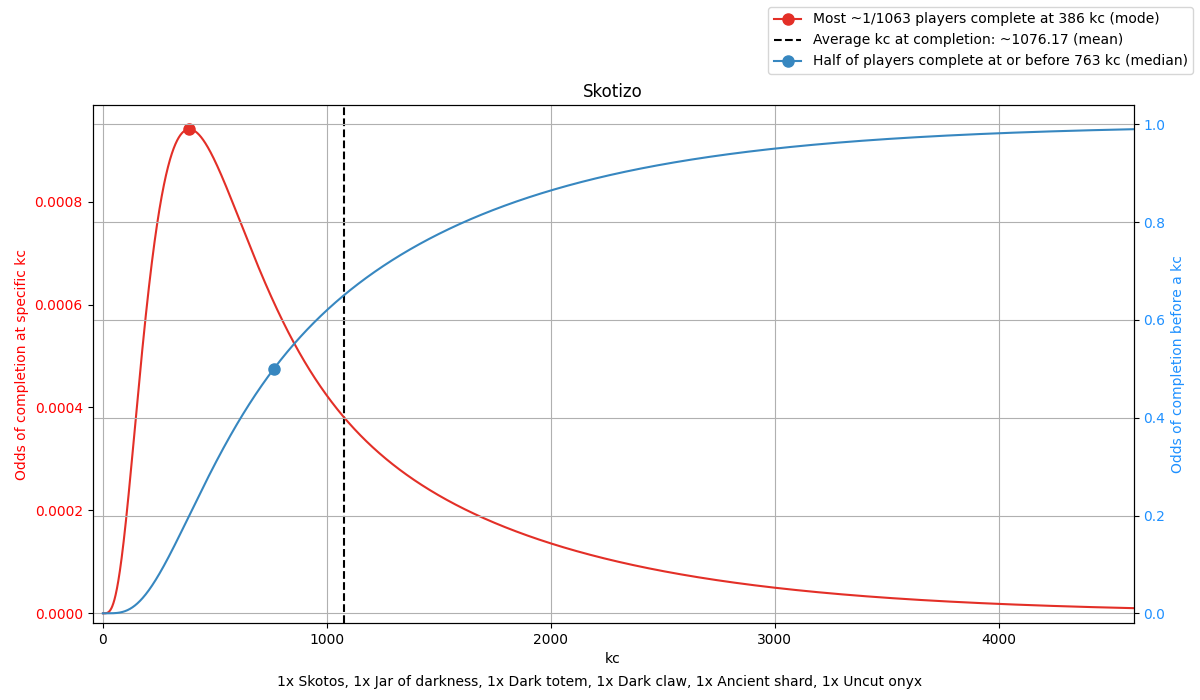 Most ~1/1063 players complete at 386 kc (mode)
Average kc at completion: ~1076.17 (mean)
Half of players complete at or before 763 kc (median)
Skotizo
Odds of completion at specific kc
0.0008
0.0006
0.0004
0.0002
0.0000
1.0
0.8
0.6
0.4
0.2
0.0
Odds of completion before a kc
0
1000
2000
3000
4000
kc
1x Skotos, 1x Jar of darkness, 1x Dark totem, 1x Dark claw, 1x Ancient shard, 1x Uncut onyx